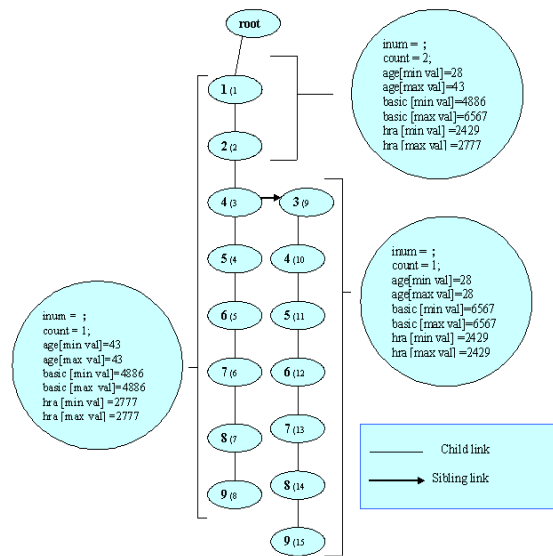 root
inum = ;
count = 2;
age[min val]=28
age[max val]=43
basic [min val]=4886
basic [max val]=6567
hra [min val]=2429
hra [max val]=2777
1 (1
2 (2
4 (3
3 (9
5 (4
4 (10
6 (5
5 (11
7 (6
6 (12
8 (7
7 (13
9 (8
8 (14
9 (15
inum = ;
count = 1;
age[min val]=28
age[max val]=28
basic [min val]=6567
basic [max val]=6567
hra [min val]=2429
hra [max val]=2429
inum = ;
count = 1;
age[min val]=43
age[max val]=43
basic [min val]=4886
basic [max val]=4886
hra [min val]=2777
hra [max val]=2777
Child link
Sibling link